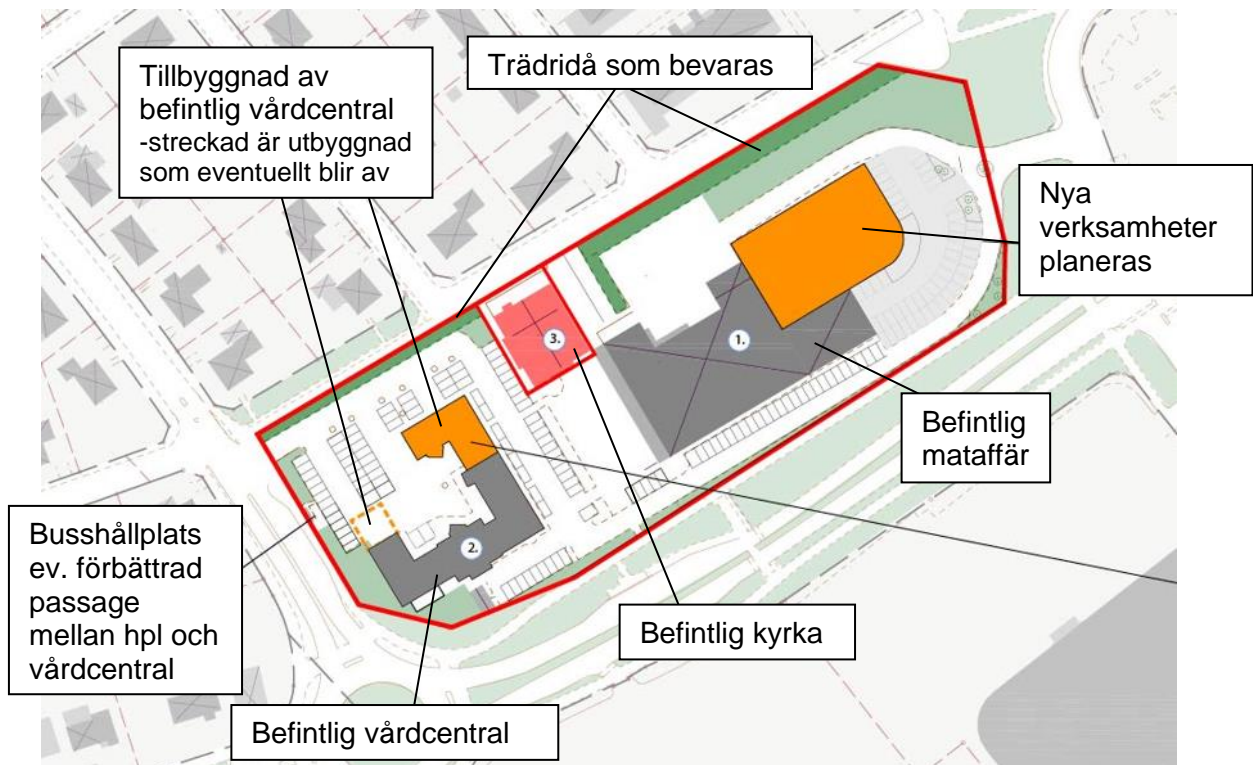 Tillbyggnad av
befintlig vårdcentral
-streckad är utbyggnad
som eventuellt blir av
Trädridå som bevaras
Nya
verksamheter
planeras
3.
1.
Befintlig
mataffär
Busshållplats
ev. förbättrad
passage
mellan hpl och
vårdcentral
2.
Befintlig kyrka
Befintlig vårdcentral